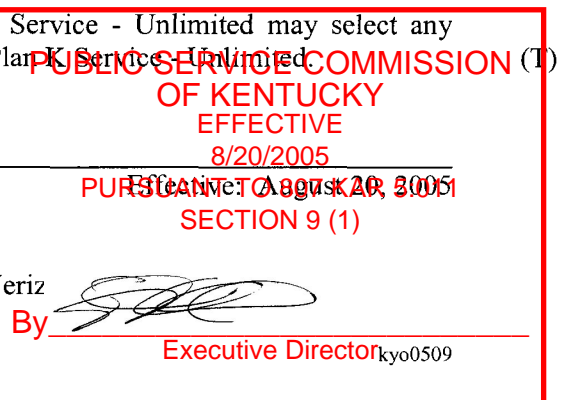 Service - Unlimited may select any
Plan K Service - Unlimited. (T)
PUBLIC SERVICE COMMISSION
OF KENTUCKY
EFFECTIVE
8/20/2005
Effective: August 20, 2005
PURSUANT TO 807 KAR 5:011
SECTION 9 (1)
Veriz
By
Executive Director
kyo0509